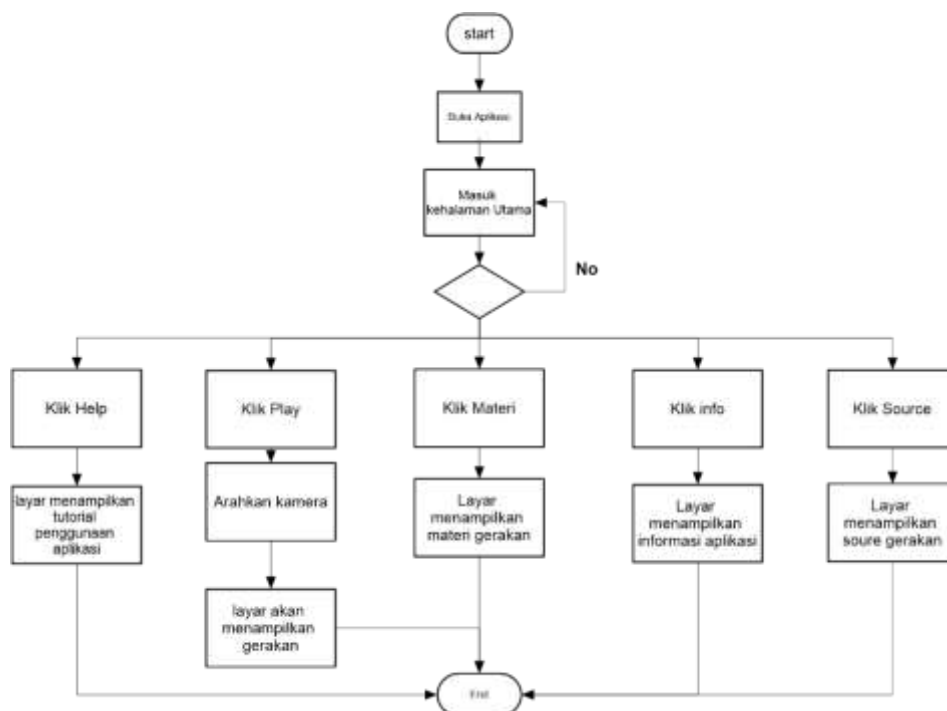 start
Buka Aplikasi
Masuk
kehalaman Utama
No
Klik Help
Klik Play
Klik Materi
Klik info
Klik Source
layar menampilkan
tutorial
penggunaan
aplikasi
Arahkan kamera
Layar
menampilkan
materi gerakan
Layar
menampilkan
informasi aplikasi
Layar
menampilkan
soure gerakan
layar akan
menampilkan
gerakan
End